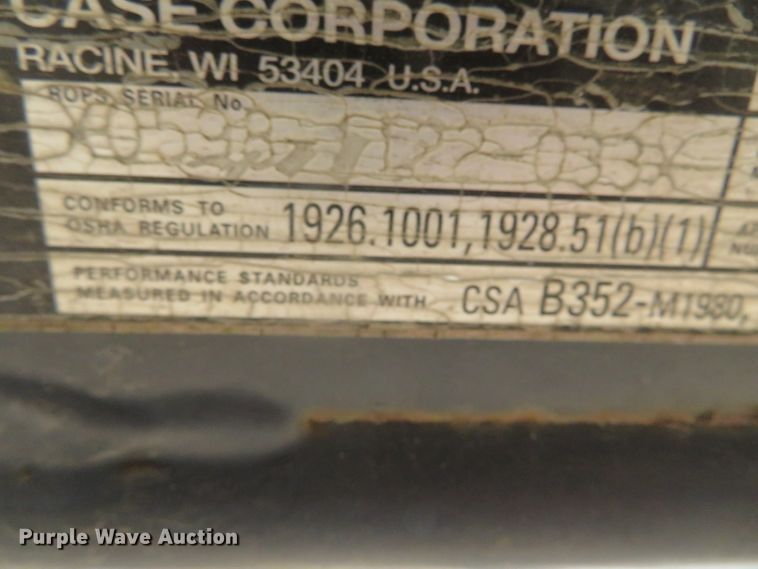 CASE CORPORATION
RACINE, WI 53404 U.S.A.
ROPS SERIAL No.
CONFORMS TO
OSHA REGULATION 1926.1001,1928.51(b)(1)
PERFORMANCE STANDARDS
MEASURED IN ACCORDANCE WITH CSA B352-M1980,
Purple Wave Auction